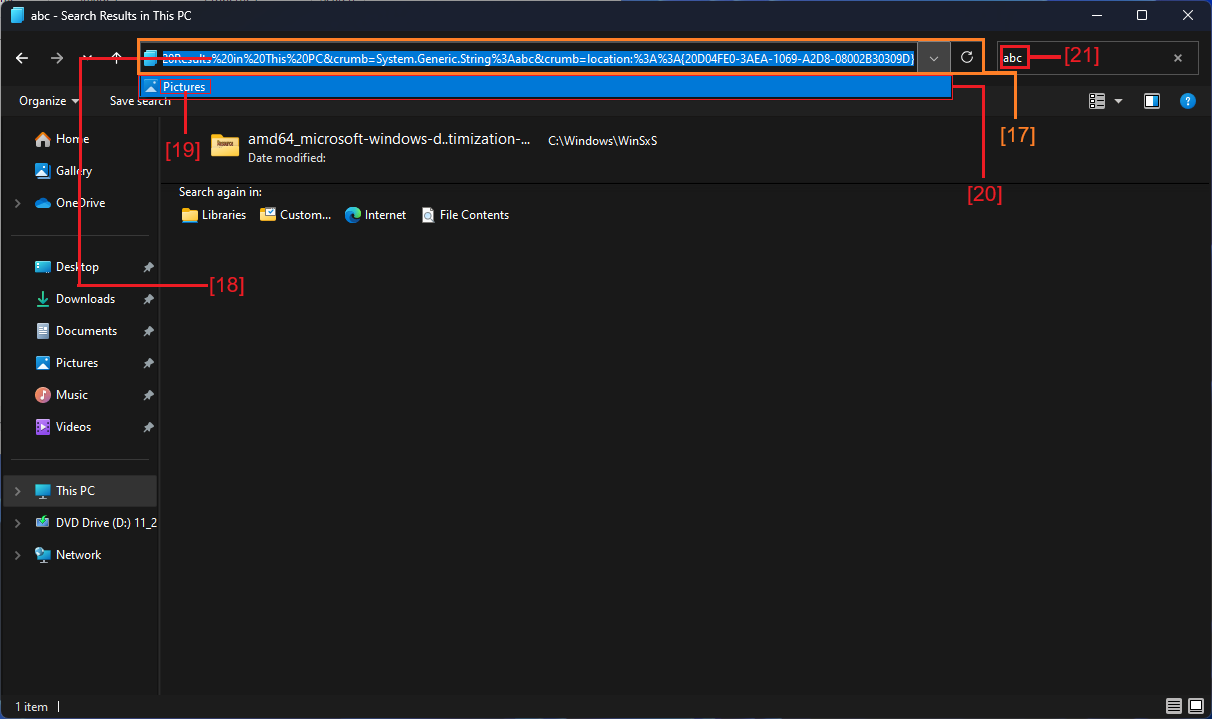 abc - Search Results in This PC
20Results%20in%20This%20PC&crumb=System.Generic.String%3Aabc&crumb=location:%3A%3A{20D04FE0-3AEA-1069-A2D8-08002B30309D}
abc
[21]
Pictures
Organize
Save search
[17]
[19]
[20]
[18]
Home
Gallery
OneDrive
Desktop
Downloads
Documents
Pictures
Music
Videos
This PC
DVD Drive (D:) 11_2
Network
amd64_microsoft-windows-d..timization-...
C:\Windows\WinSxS
Date modified:
Search again in:
Libraries
Custom...
Internet
File Contents
1 item